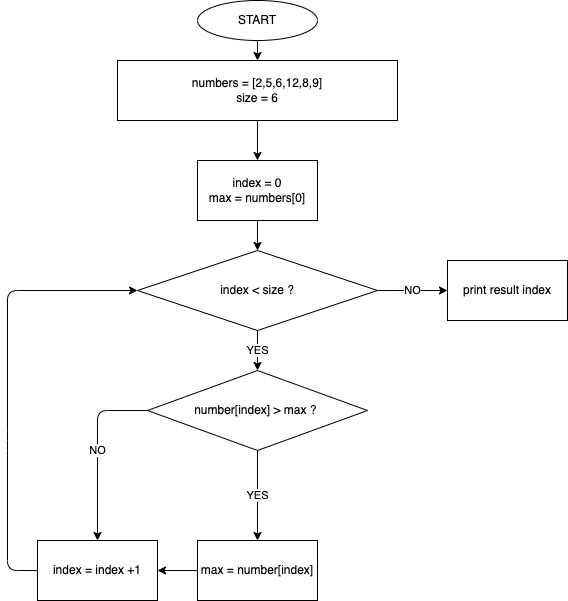 START
numbers = [2,5,6,12,8,9]
size = 6
index = 0
max = numbers[0]
index < size ?
NO
print result index
YES
number[index] > max ?
NO
YES
index = index +1
max = number[index]